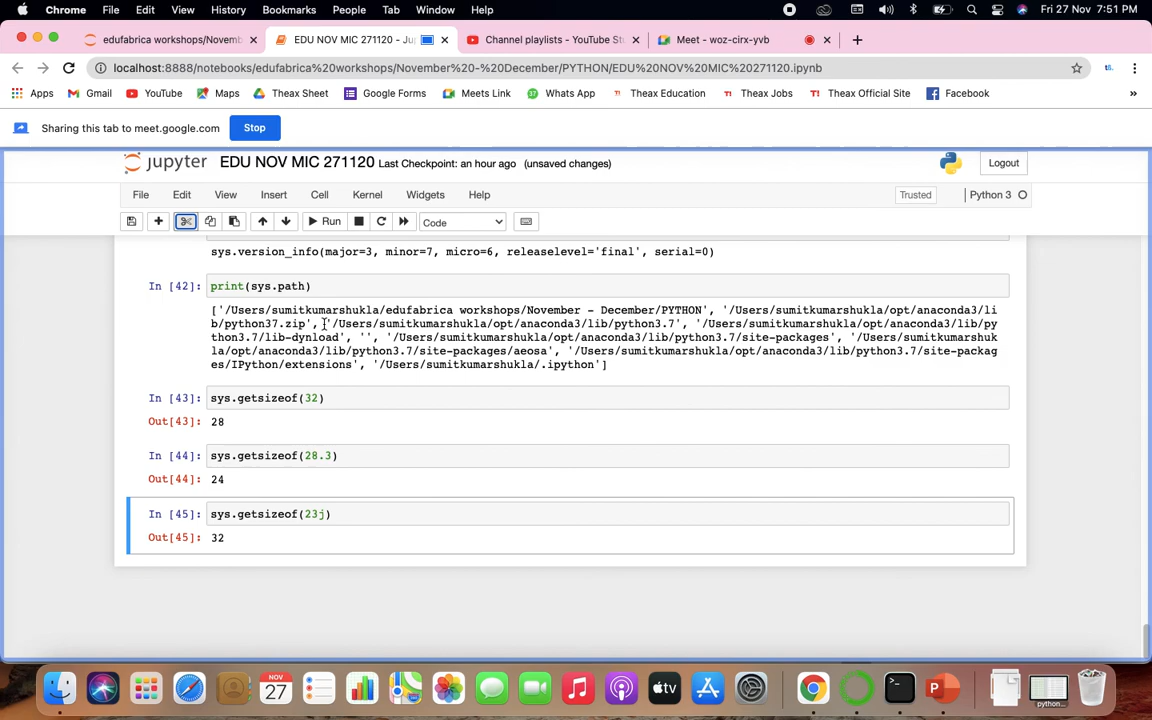 Chrome File Edit View History Bookmarks People Tab Window Help Fri 27 Nov 7:51 PM
edufabrica workshops/Novemb EDU NOV MIC 271120 - Ju Channel playlists - YouTube St Meet - woz-cirx-yvb
localhost:8888/notebooks/edufabrica%20workshops/November%20-%20December/PYTHON/EDU%20NOV%20MIC%20271120.ipynb
Apps Gmail YouTube Maps Theax Sheet Google Forms Meets Link Whats App Theax Education Theax Jobs Theax Official Site Facebook »
Sharing this tab to meet.google.com Stop
jupyter EDU NOV MIC 271120 Last Checkpoint: an hour ago (unsaved changes) Logout
File Edit View Insert Cell Kernel Widgets Help Trusted Python 3
Run Code
sys.version_info(major=3, minor=7, micro=6, releaselevel='final', serial=0)
In [42]: print(sys.path)
['/Users/sumitkumarshukla/edufabrica workshops/November - December/PYTHON', '/Users/sumitkumarshukla/opt/anaconda3/li
b/python37.zip', '/Users/sumitkumarshukla/opt/anaconda3/lib/python3.7', '/Users/sumitkumarshukla/opt/anaconda3/lib/py
thon3.7/lib-dynload', '', '/Users/sumitkumarshukla/opt/anaconda3/lib/python3.7/site-packages', '/Users/sumitkumarshuk
la/opt/anaconda3/lib/python3.7/site-packages/aeosa', '/Users/sumitkumarshukla/opt/anaconda3/lib/python3.7/site-packag
es/IPython/extensions', '/Users/sumitkumarshukla/.ipython']
In [43]: sys.getsizeof(32)
Out[43]: 28
In [44]: sys.getsizeof(28.3)
Out[44]: 24
In [45]: sys.getsizeof(23j)
Out[45]: 32
NOV
27
tv
python...